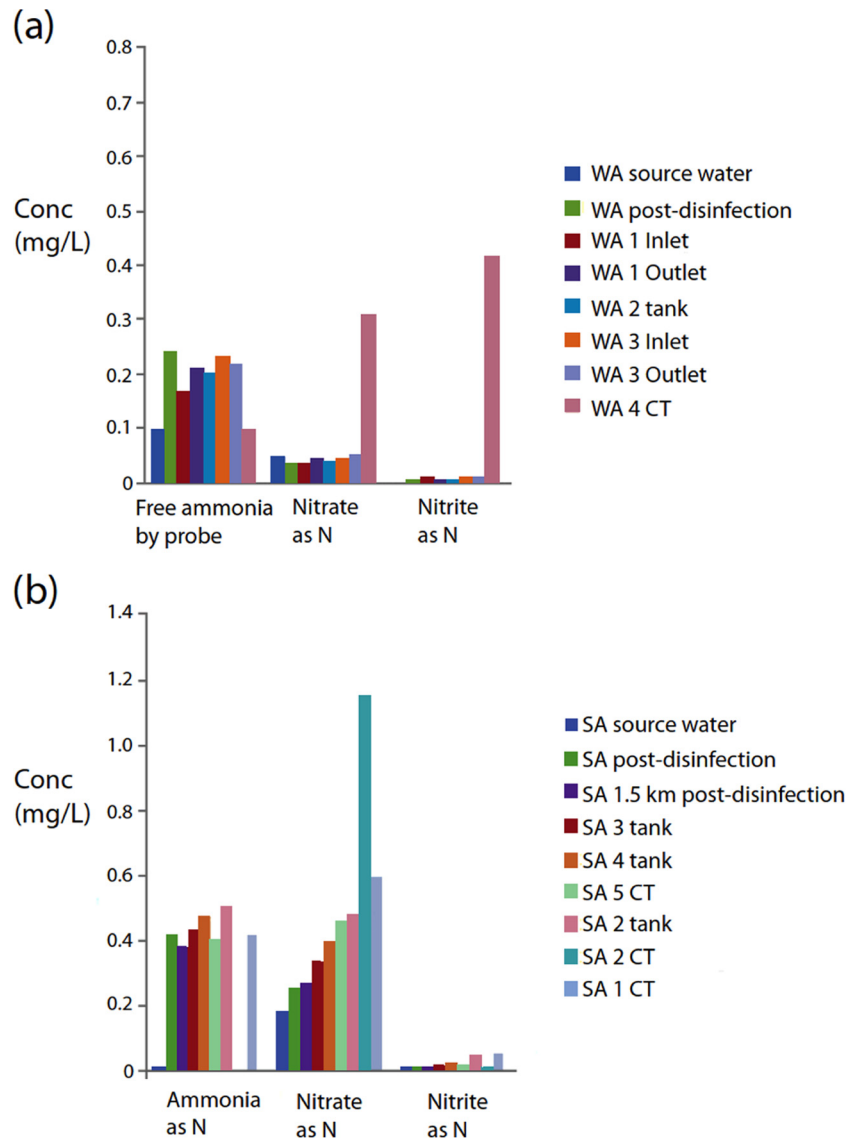 (a)
0.8
0.7
0.6
0.5
0.4
0.3
0.2
0.1
0
Conc
(mg/L)
Free ammonia
by probe
Nitrate
as N
Nitrite
as N
WA source water
WA post-disinfection
WA 1 Inlet
WA 1 Outlet
WA 2 tank
WA 3 Inlet
WA 3 Outlet
WA 4 CT
(b)
1.4
1.2
1.0
0.8
0.6
0.4
0.2
0
Conc
(mg/L)
Ammonia
as N
Nitrate
as N
Nitrite
as N
SA source water
SA post-disinfection
SA 1.5 km post-disinfection
SA 3 tank
SA 4 tank
SA 5 CT
SA 2 tank
SA 2 CT
SA 1 CT